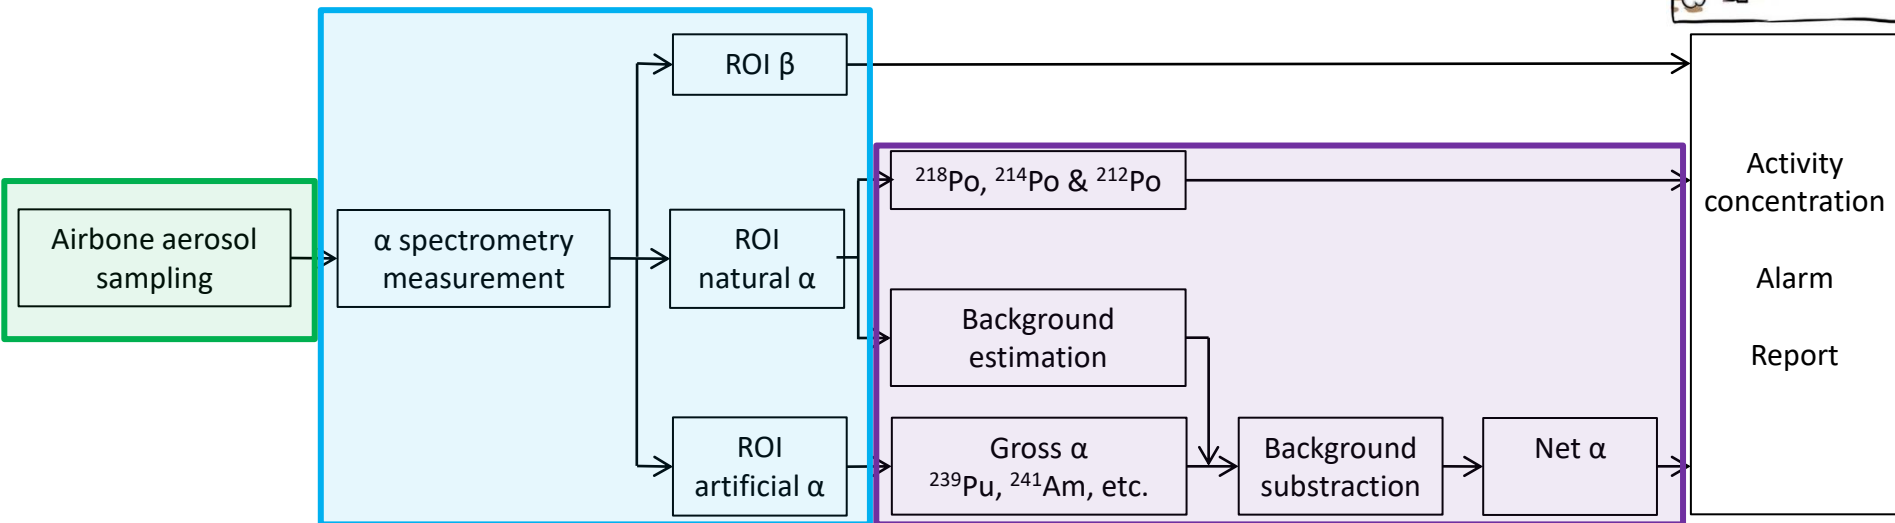 ROI β
Airbone aerosol
sampling
α spectrometry
measurement
ROI
natural α
ROI
artificial α
²¹⁸Po, ²¹⁴Po & ²¹²Po
Background
estimation
Gross α
²³⁹Pu, ²⁴¹Am, etc.
Background
substraction
Net α
Activity
concentration
Alarm
Report